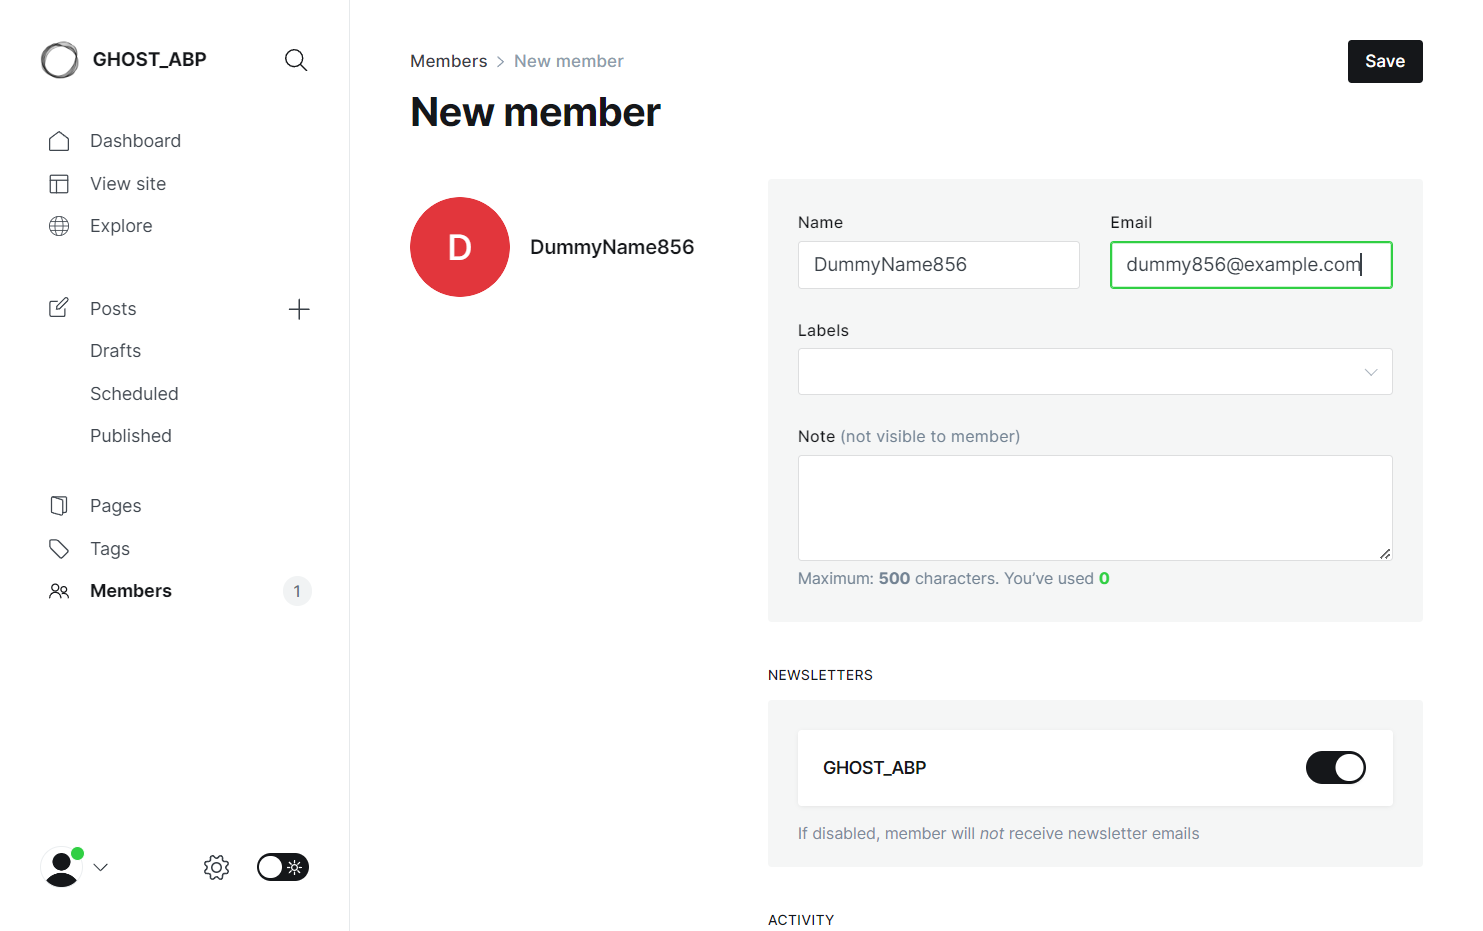 GHOST_ABP
Dashboard
View site
Explore
Posts
Drafts
Scheduled
Published
Pages
Tags
Members
1
Members > New member
Save
New member
D
DummyName856
Name
Email
DummyName856
dummy856@example.com
Labels
Note (not visible to member)
Maximum: 500 characters. You’ve used 0
NEWSLETTERS
GHOST_ABP
If disabled, member will not receive newsletter emails
ACTIVITY